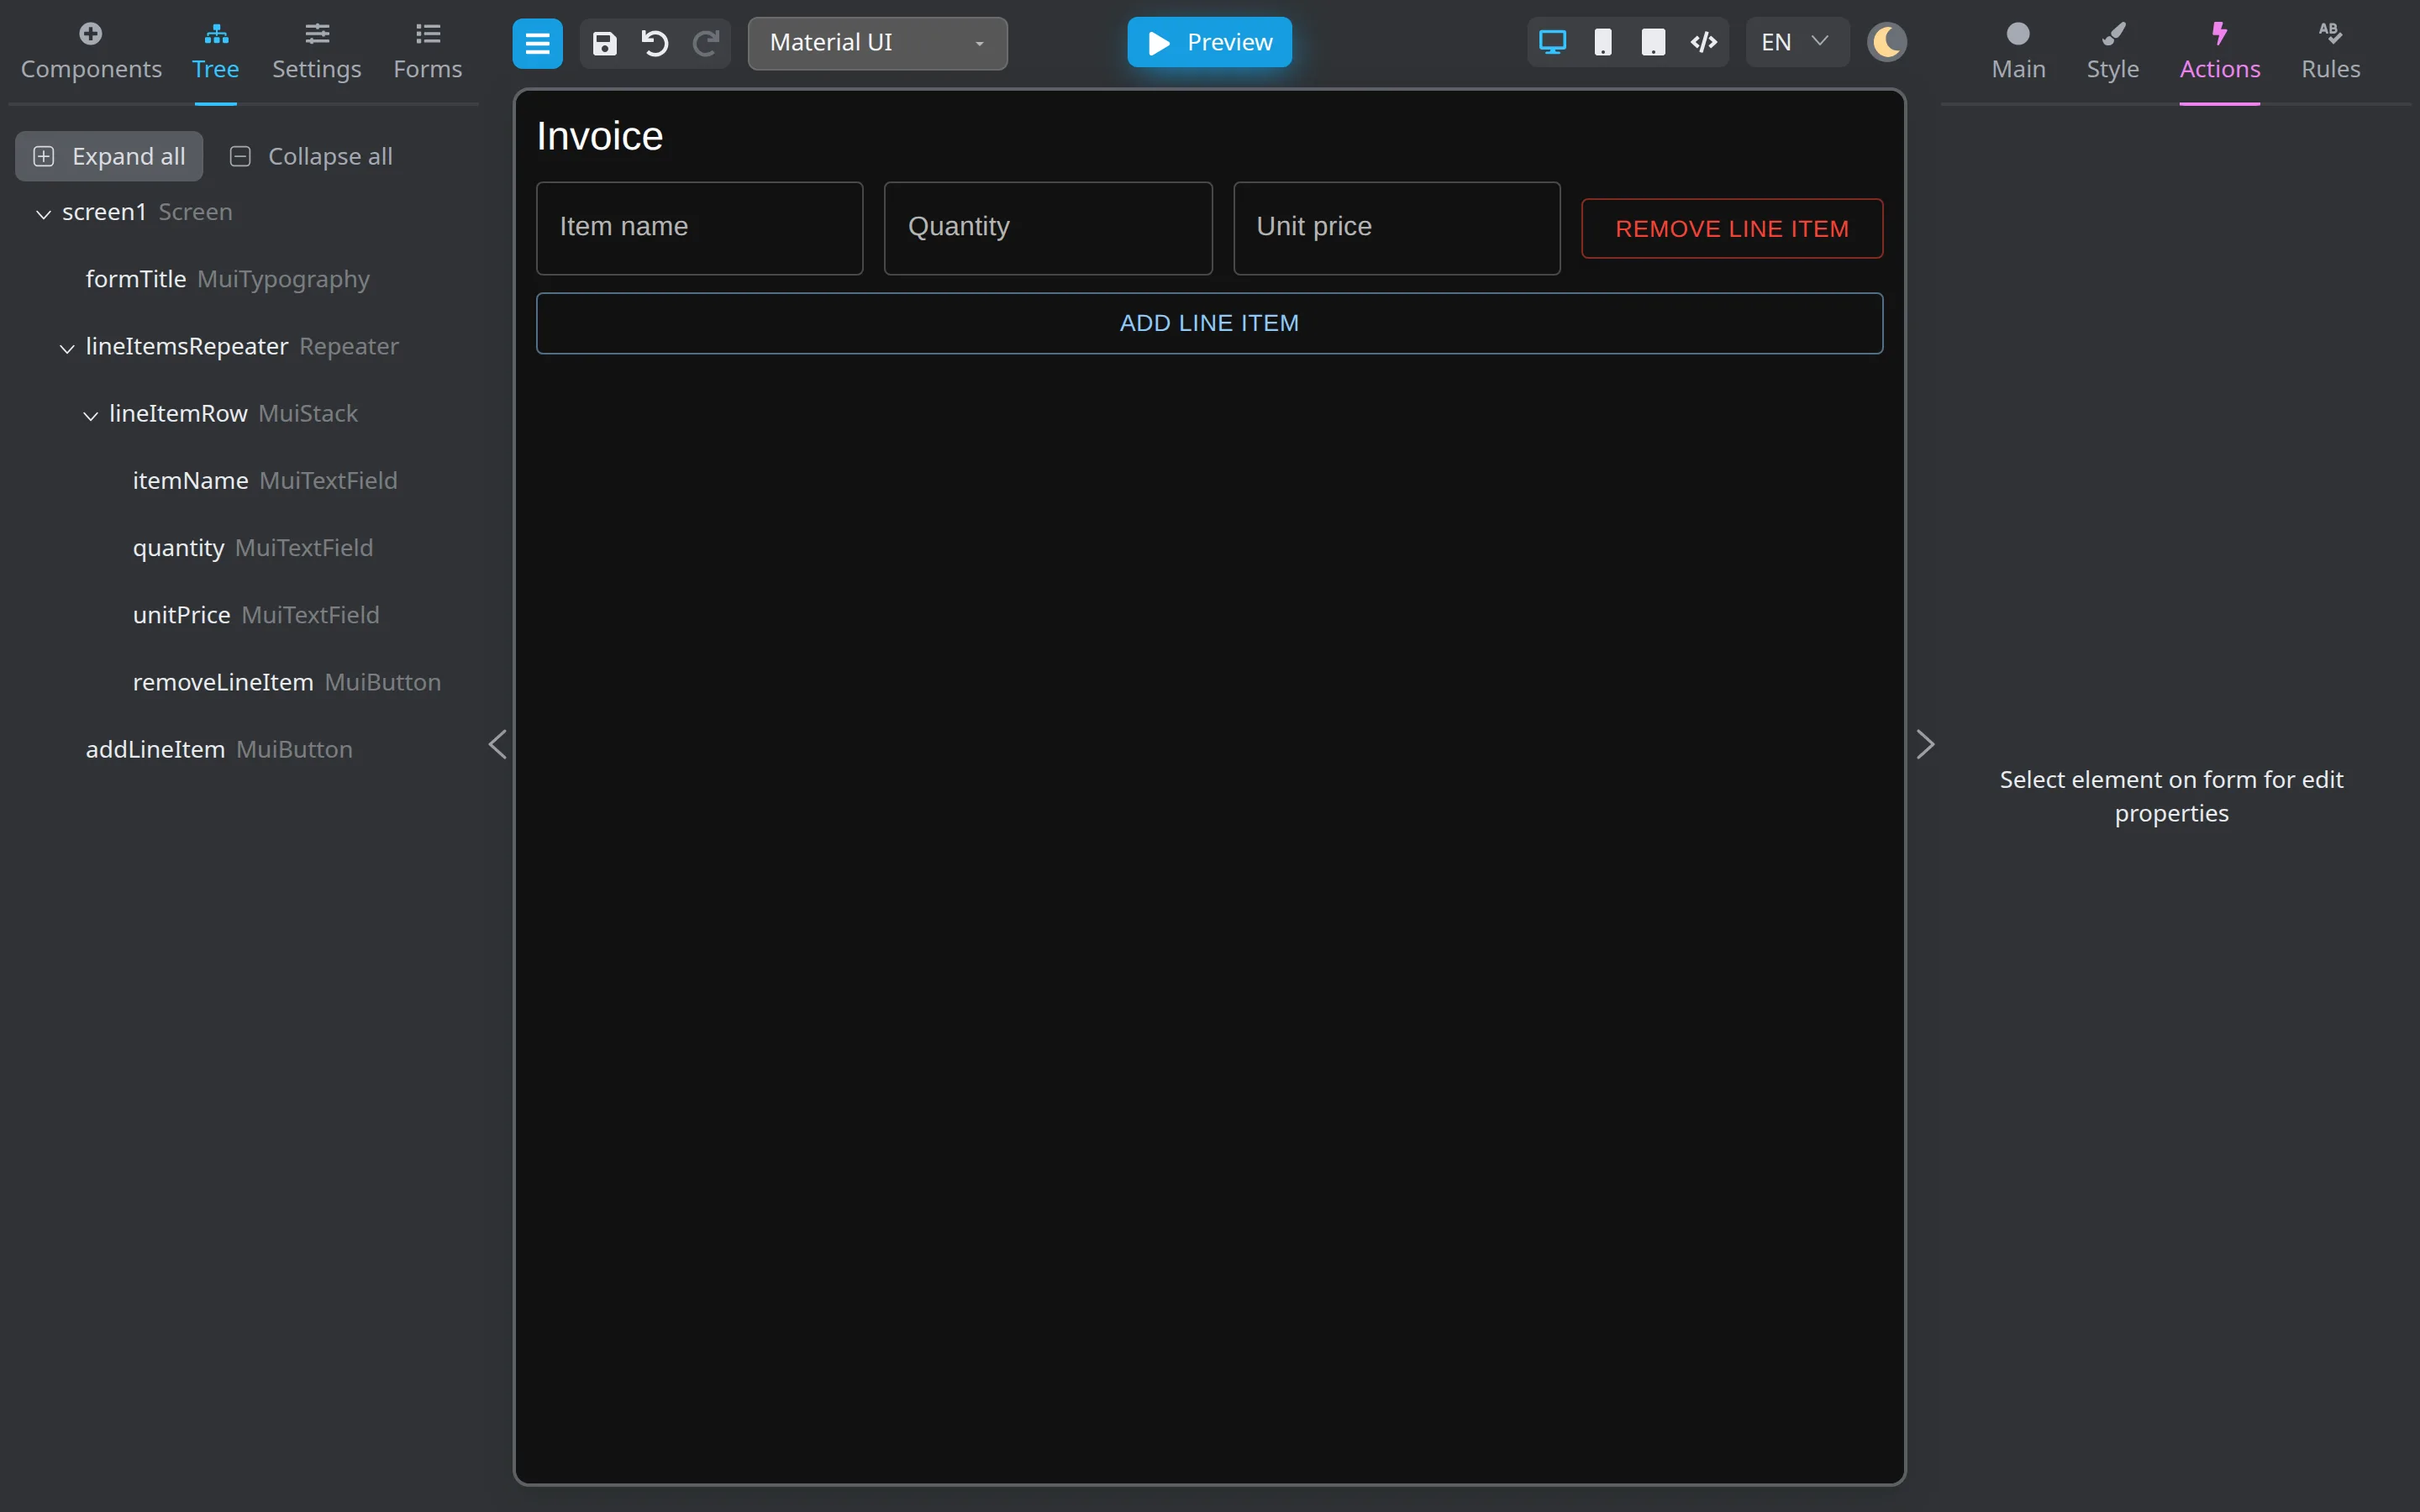 Components Tree Settings Forms
Material UI
Preview
EN
Main Style Actions Rules
Expand all Collapse all
screen1 Screen
formTitle MuiTypography
lineItemsRepeater Repeater
lineItemRow MuiStack
itemName MuiTextField
quantity MuiTextField
unitPrice MuiTextField
removeLineItem MuiButton
addLineItem MuiButton
Invoice
Item name Quantity Unit price REMOVE LINE ITEM
ADD LINE ITEM
Select element on form for edit
properties